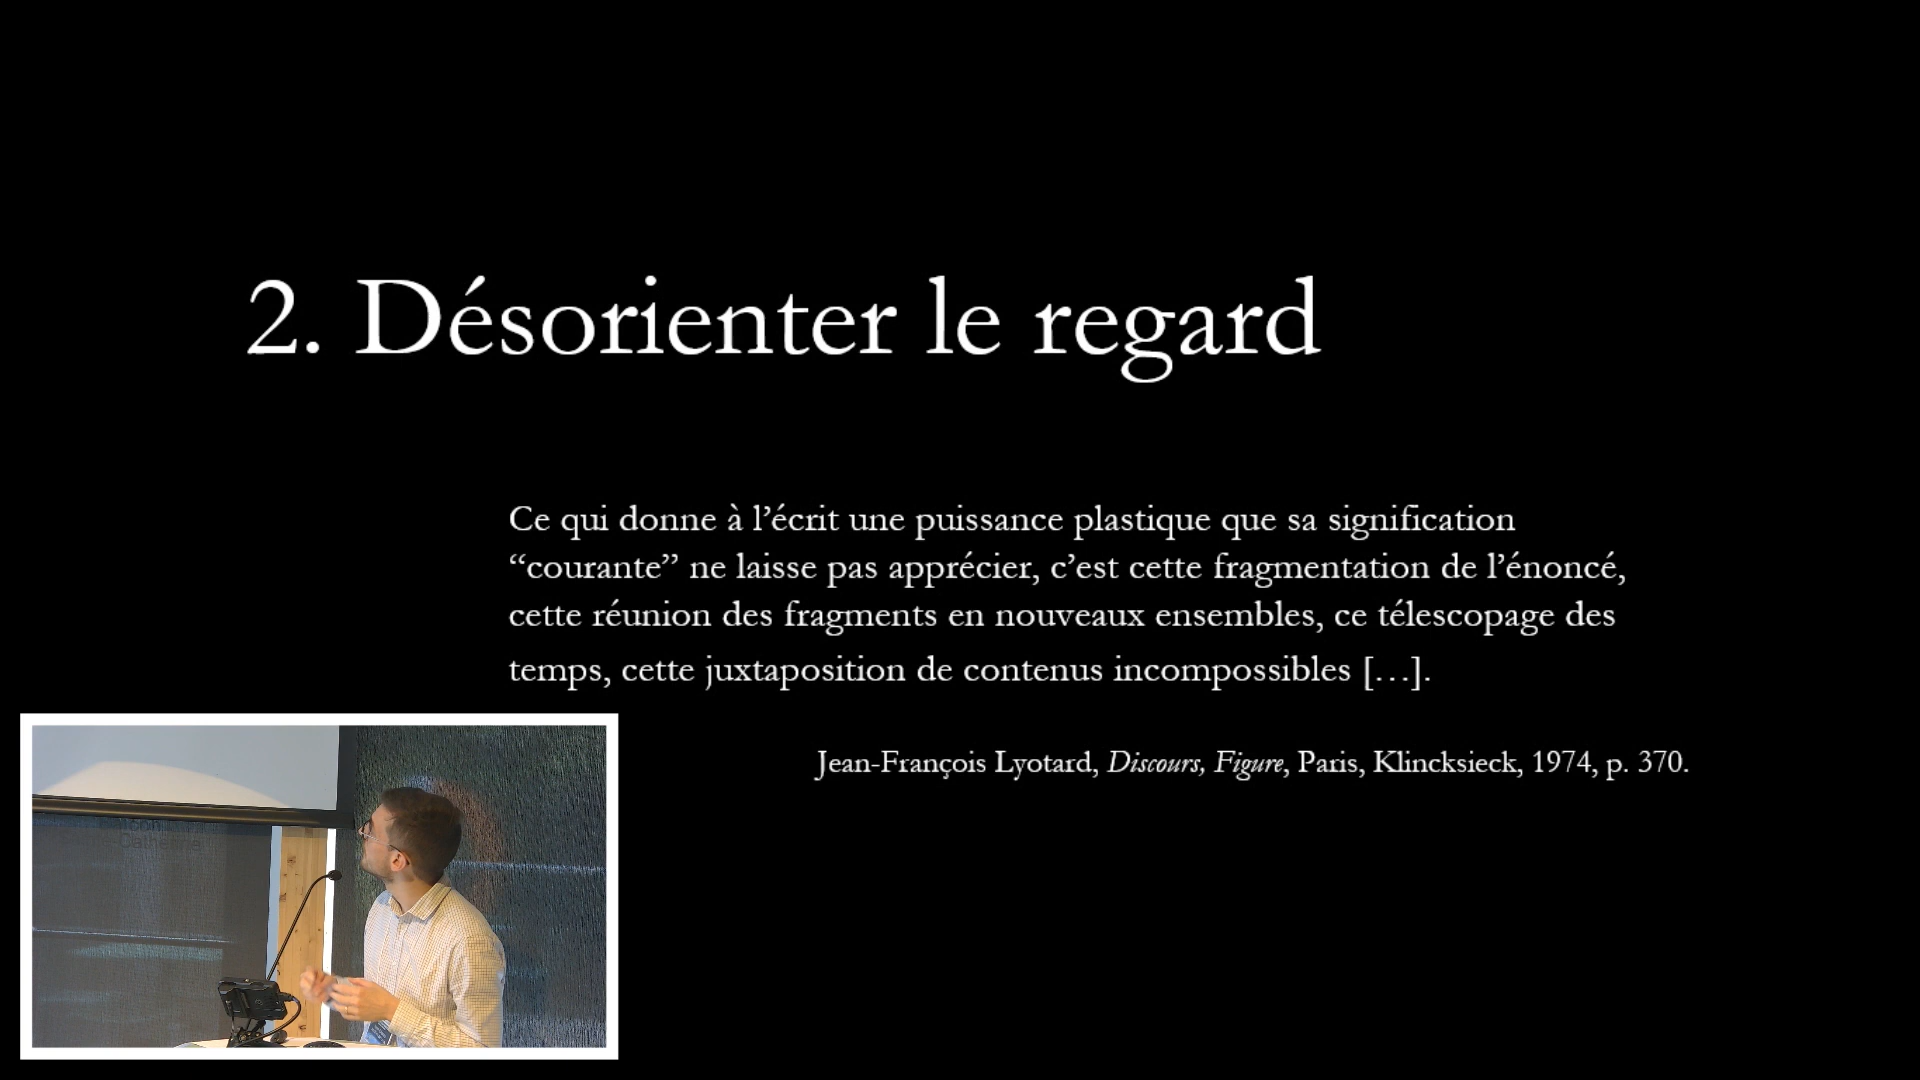 2. Désorienter le regard
Ce qui donne à l’écrit une puissance plastique que sa signification
“courante” ne laisse pas apprécier, c’est cette fragmentation de l’énoncé,
cette réunion des fragments en nouveaux ensembles, ce télescopage des
temps, cette juxtaposition de contenus incompossibles […].
Jean-François Lyotard, Discours, Figure, Paris, Klincksieck, 1974, p. 370.